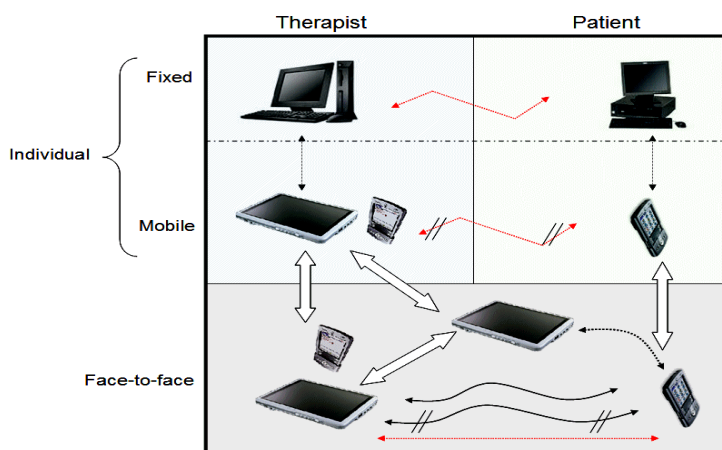 Therapist Patient
Fixed
Individual
Mobile
Face-to-face